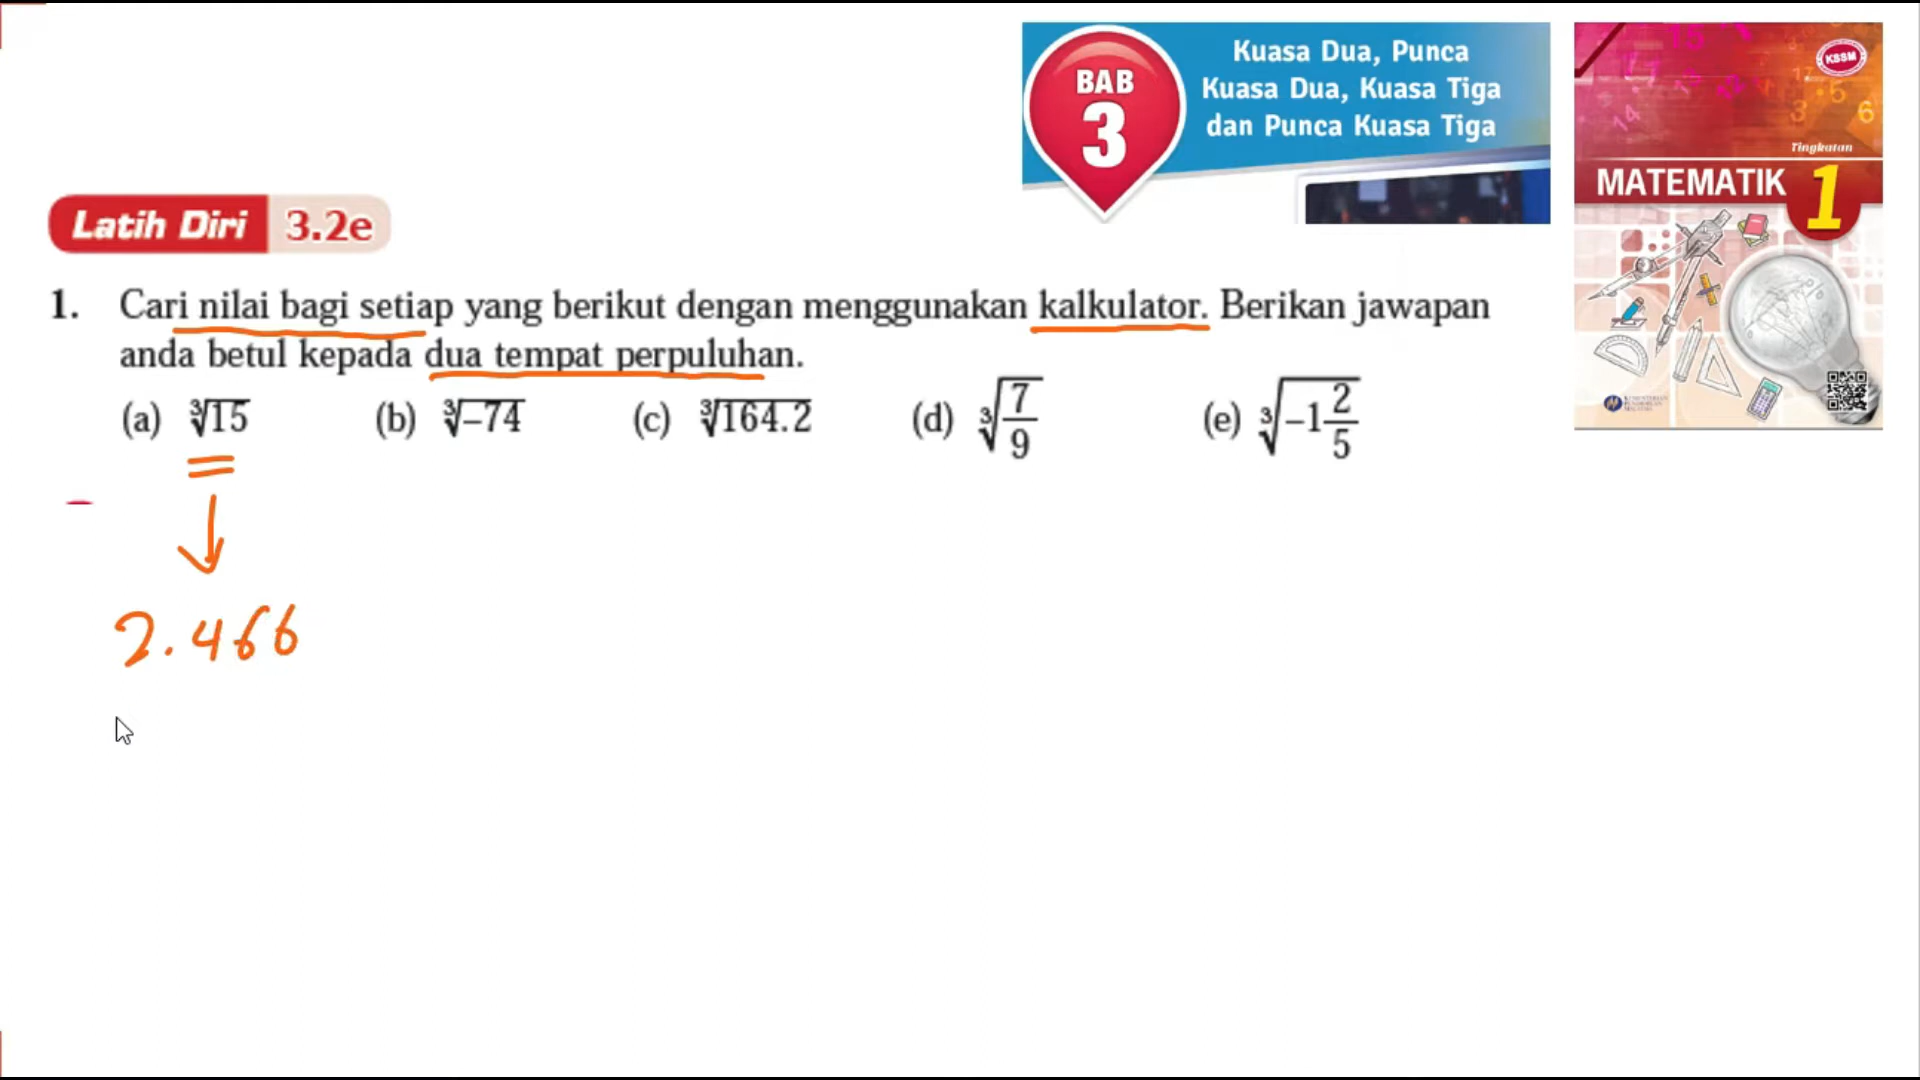 BAB
3
Kuasa Dua, Punca
Kuasa Dua, Kuasa Tiga
dan Punca Kuasa Tiga
KSSM
Tingkatan
MATEMATIK 1
Latih Diri 3.2e
1. Cari nilai bagi setiap yang berikut dengan menggunakan kalkulator. Berikan jawapan
anda betul kepada dua tempat perpuluhan.
(a) ∛15 (b) ∛–74 (c) ∛164.2 (d) ∛(7/9) (e) ∛(–1 2/5)
2.466